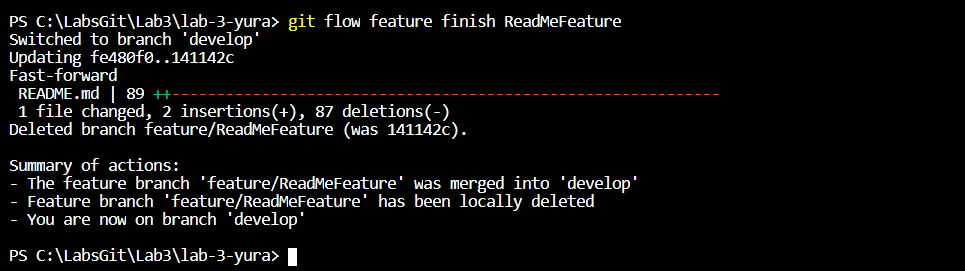 PS C:\LabsGit\Lab3\lab-3-yura> git flow feature finish ReadMeFeature
Switched to branch 'develop'
Updating fe480f0..141142c
Fast-forward
 README.md | 89 ++-------------------------------------------------------------
 1 file changed, 2 insertions(+), 87 deletions(-)
Deleted branch feature/ReadMeFeature (was 141142c).
Summary of actions:
- The feature branch 'feature/ReadMeFeature' was merged into 'develop'
- Feature branch 'feature/ReadMeFeature' has been locally deleted
- You are now on branch 'develop'
PS C:\LabsGit\Lab3\lab-3-yura>